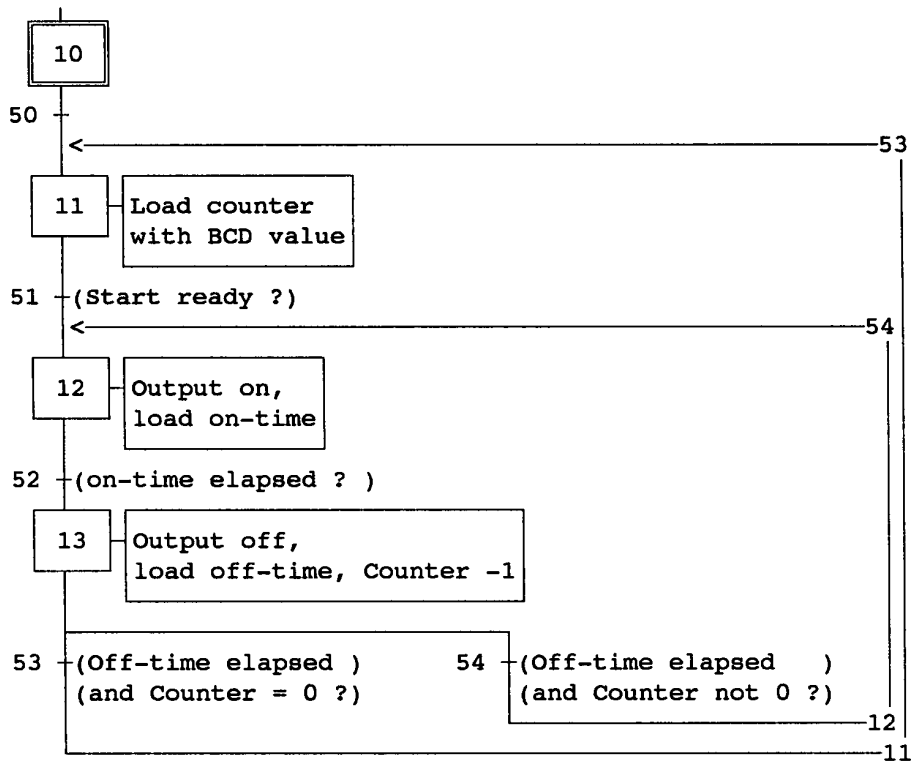 10
50
< 53
11 Load counter
with BCD value
51 (Start ready ?)
< 54
12 Output on,
load on-time
52 (on-time elapsed ? )
13 Output off,
load off-time, Counter -1
53 (Off-time elapsed ) 54 (Off-time elapsed )
(and Counter = 0 ?) (and Counter not 0 ?)
12
11